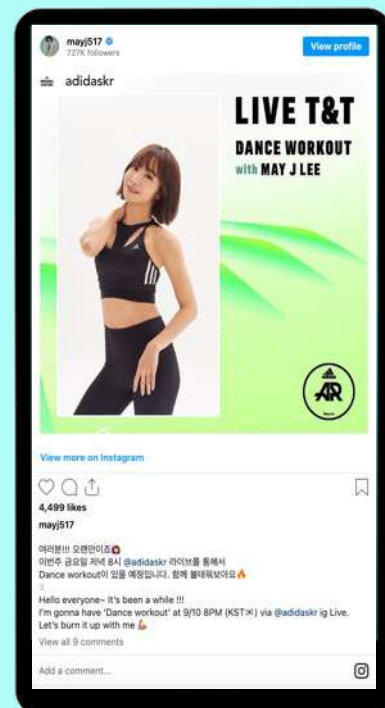 mayj517
727K followers
View profile
adidaskr
LIVE T&T
DANCE WORKOUT
with MAY J LEE
AR
View more on Instagram
4,499 likes
mayj517
여러분!!! 오랜만이죠
이번주 금요일 저녁 8시 @adidaskr 라이브를 통해서
Dance workout이 있을 예정입니다. 함께 불태워보아요🔥
Hello everyone~ It's been a while !!!
I'm gonna have 'Dance workout' at 9/10 8PM (KST🇰🇷) via @adidaskr ig Live.
Let's burn it up with me 💪
View all 9 comments
Add a comment...